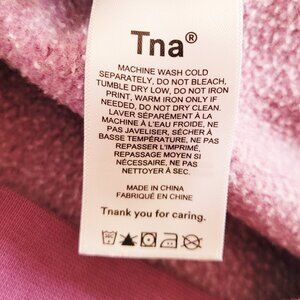 Tna®
MACHINE WASH COLD
SEPARATELY, DO NOT BLEACH,
TUMBLE DRY LOW, DO NOT IRON
PRINT, WARM IRON ONLY IF
NEEDED, DO NOT DRY CLEAN.
LAVER SÉPARÉMENT À LA
MACHINE À L'EAU FROIDE, NE
PAS JAVELISER, SÉCHER À
BASSE TEMPÉRATURE, NE PAS
REPASSER L'IMPRIMÉ,
REPASSAGE MOYEN SI
NÉCESSAIRE, NE PAS
NETTOYER À SEC.
MADE IN CHINA
FABRIQUÉ EN CHINE
Tnank you for caring.